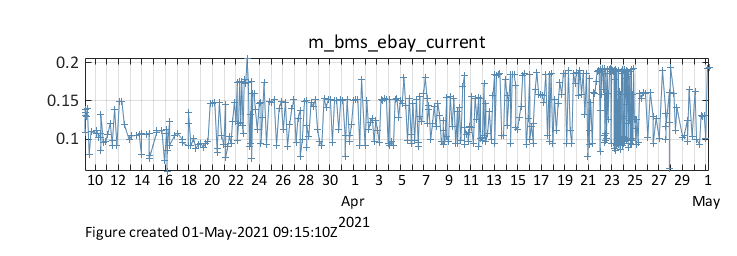 m_bms_ebay_current
0.2
0.15
0.1
10 12 14 16 18 20 22 24 26 28 30 1 3 5 7 9 11 13 15 17 19 21 23 25 27 29 1
Apr May
2021
Figure created 01-May-2021 09:15:10Z